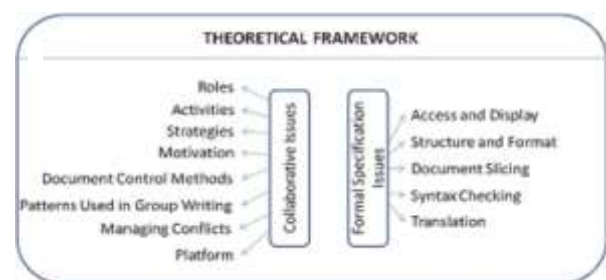 THEORETICAL FRAMEWORK
Roles
Activities
Strategies
Motivation
Document Control Methods
Patterns Used in Group Writing
Managing Conflicts
Platform
Collaborative Issues
Formal Specification
Issues
Access and Display
Structure and Format
Document Slicing
Syntax Checking
Translation